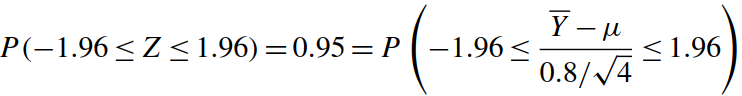 P(−1.96 ≤ Z ≤ 1.96) = 0.95 = P(−1.96 ≤ (Y̅ − μ)/(0.8/√4) ≤ 1.96)